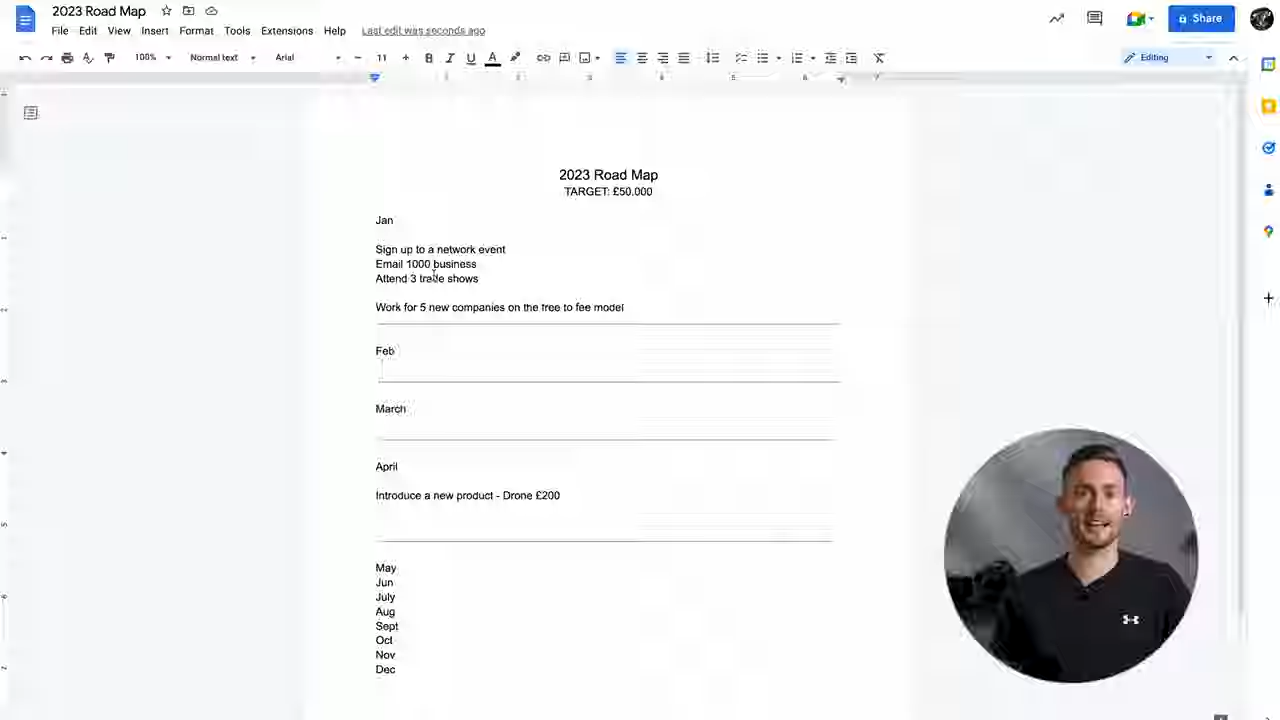 2023 Road Map
File Edit View Insert Format Tools Extensions Help Last edit was seconds ago
Share
100% Normal text Arial 11 Editing
2023 Road Map
TARGET: £50.000
Jan
Sign up to a network event
Email 1000 business
Attend 3 trade shows
Work for 5 new companies on the free to fee model
Feb
March
April
Introduce a new product - Drone £200
May
Jun
July
Aug
Sept
Oct
Nov
Dec